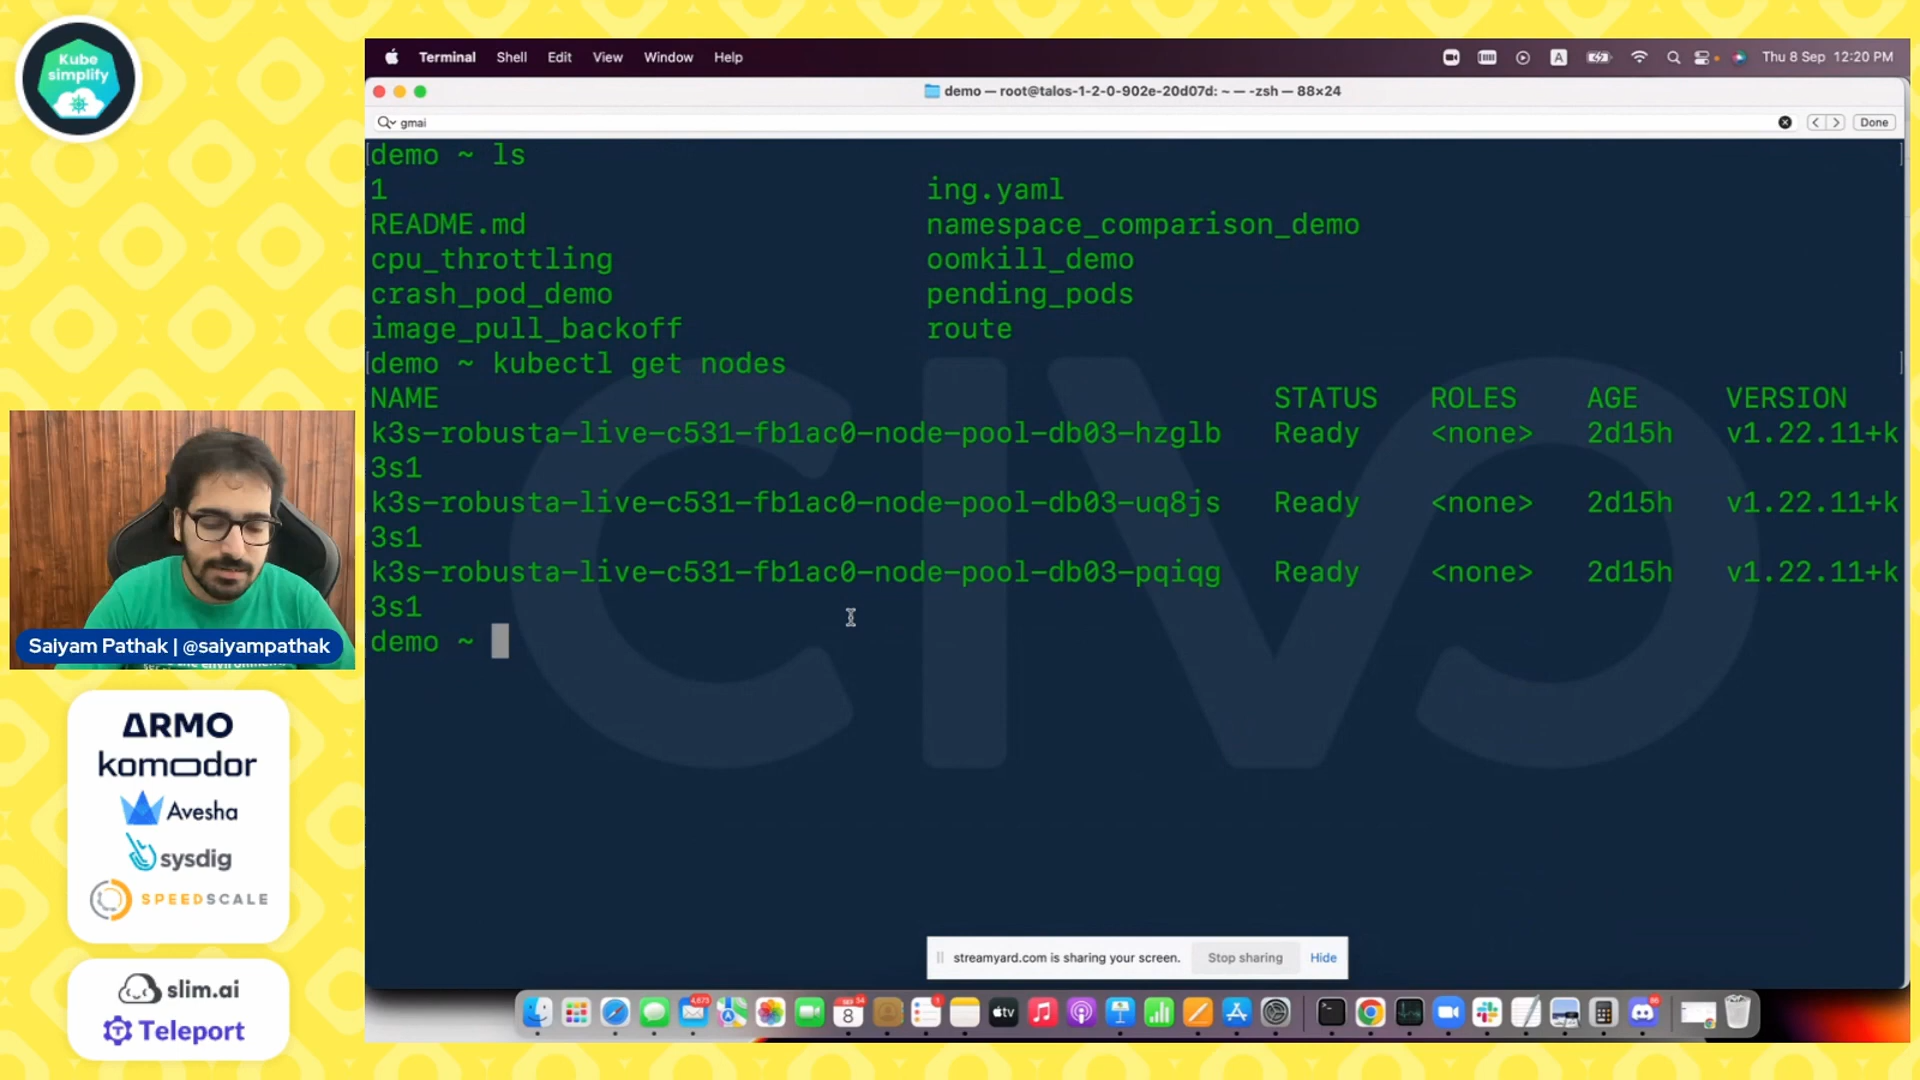 Kube
simplify
Terminal Shell Edit View Window Help
A
Thu 8 Sep 12:20 PM
demo — root@talos-1-2-0-902e-20d07d: ~ — -zsh — 88×24
gmai
Done
demo ~ ls
1 ing.yaml
README.md namespace_comparison_demo
cpu_throttling oomkill_demo
crash_pod_demo pending_pods
image_pull_backoff route
demo ~ kubectl get nodes
NAME STATUS ROLES AGE VERSION
k3s-robusta-live-c531-fb1ac0-node-pool-db03-hzglb Ready <none> 2d15h v1.22.11+k
3s1
k3s-robusta-live-c531-fb1ac0-node-pool-db03-uq8js Ready <none> 2d15h v1.22.11+k
3s1
k3s-robusta-live-c531-fb1ac0-node-pool-db03-pqiqg Ready <none> 2d15h v1.22.11+k
3s1
demo ~
CIVO
Saiyam Pathak | @saiyampathak
ARMO
komodor
Avesha
sysdig
SPEEDSCALE
slim.ai
Teleport
streamyard.com is sharing your screen. Stop sharing Hide
4,673
8
tv